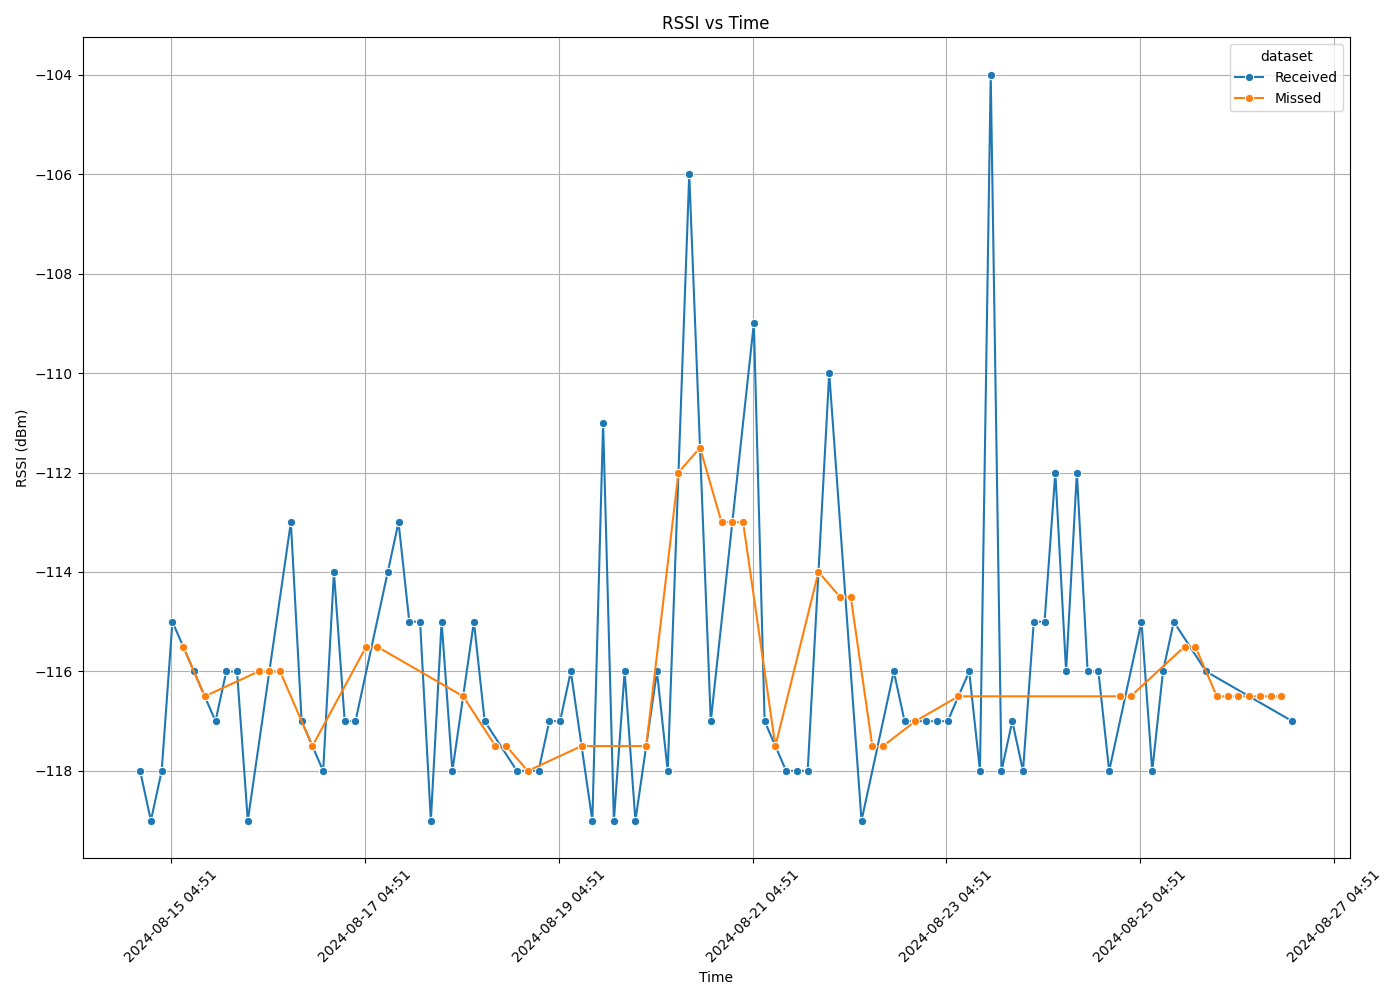 RSSI vs Time
dataset
Received
Missed
RSSI (dBm)
−104
−106
−108
−110
−112
−114
−116
−118
2024-08-15 04:51
2024-08-17 04:51
2024-08-19 04:51
2024-08-21 04:51
2024-08-23 04:51
2024-08-25 04:51
2024-08-27 04:51
Time